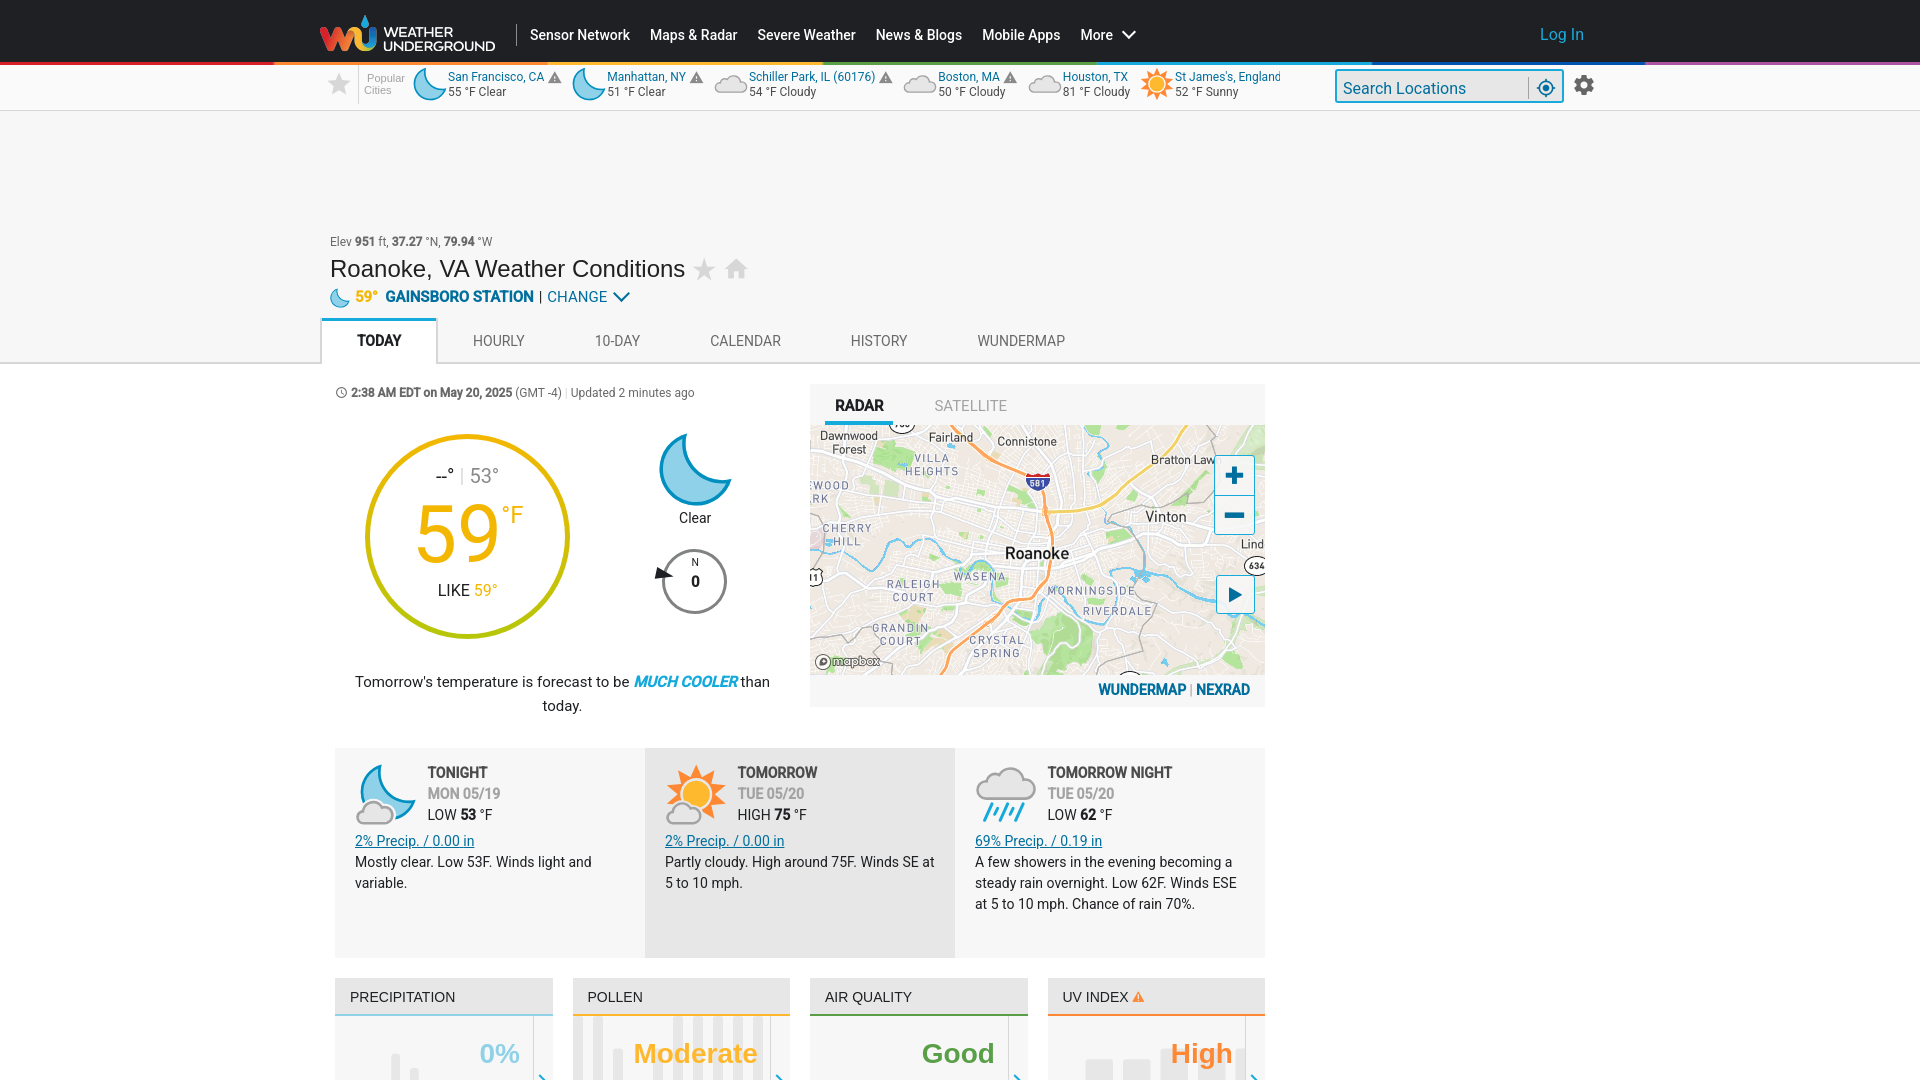 WEATHER
UNDERGROUND
Sensor Network
Maps & Radar
Severe Weather
News & Blogs
Mobile Apps
More
Log In
Popular
Cities
San Francisco, CA
55 °F Clear
Manhattan, NY
51 °F Clear
Schiller Park, IL (60176)
54 °F Cloudy
Boston, MA
50 °F Cloudy
Houston, TX
81 °F Cloudy
St James's, England
52 °F Sunny
Search Locations
Elev 951 ft, 37.27 °N, 79.94 °W
Roanoke, VA Weather Conditions
59° GAINSBORO STATION | CHANGE
TODAY
HOURLY
10-DAY
CALENDAR
HISTORY
WUNDERMAP
2:38 AM EDT on May 20, 2025 (GMT -4) | Updated 2 minutes ago
--° | 53°
59 °F
LIKE 59°
Clear
N
0
Tomorrow's temperature is forecast to be MUCH COOLER than
today.
RADAR
SATELLITE
Dawnwood
Forest
Fairland
Connistone
VILLA
HEIGHTS
Bratton Law
EWOOD
RK
581
CHERRY
HILL
Vinton
Roanoke
Lind
634
11
WASENA
RALEIGH
COURT
MORNINGSIDE
RIVERDALE
GRANDIN
COURT
CRYSTAL
SPRING
mapbox
WUNDERMAP | NEXRAD
TONIGHT
MON 05/19
LOW 53 °F
2% Precip. / 0.00 in
Mostly clear. Low 53F. Winds light and
variable.
TOMORROW
TUE 05/20
HIGH 75 °F
2% Precip. / 0.00 in
Partly cloudy. High around 75F. Winds SE at
5 to 10 mph.
TOMORROW NIGHT
TUE 05/20
LOW 62 °F
69% Precip. / 0.19 in
A few showers in the evening becoming a
steady rain overnight. Low 62F. Winds ESE
at 5 to 10 mph. Chance of rain 70%.
PRECIPITATION
0%
POLLEN
Moderate
AIR QUALITY
Good
UV INDEX
High